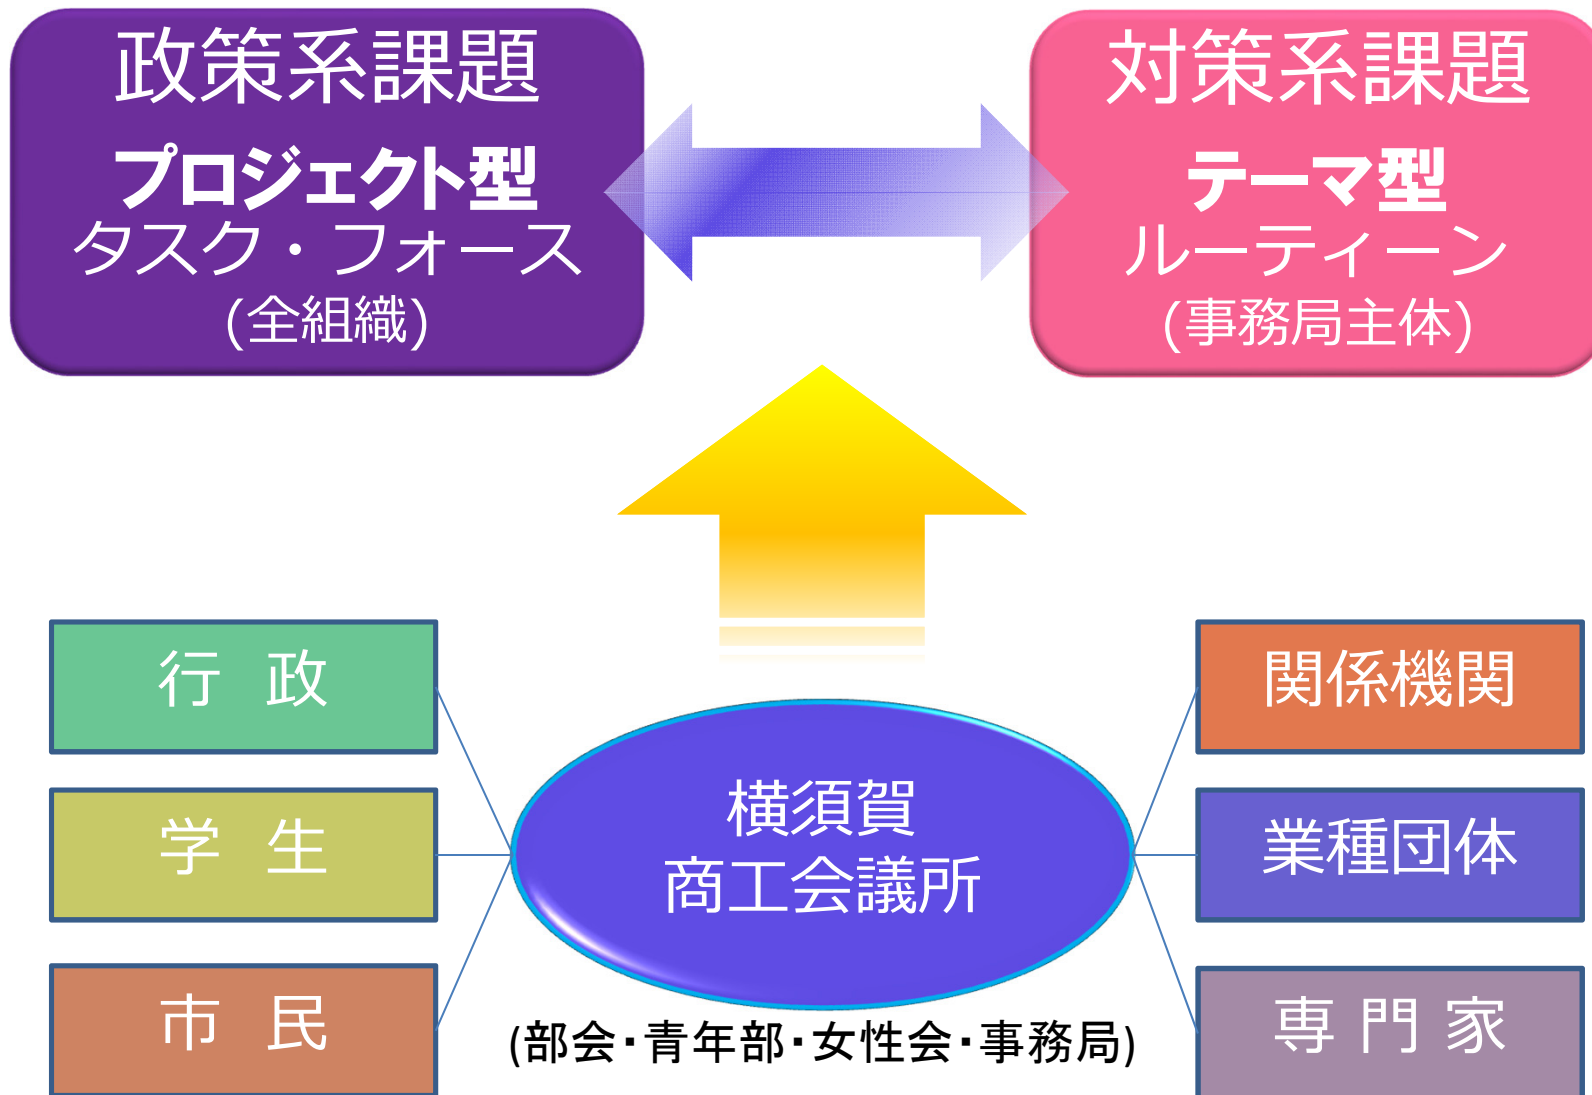 政策系課題
プロジェクト型
タスク・フォース
(全組織)
対策系課題
テーマ型
ルーティーン
(事務局主体)
行 政
学 生
市 民
横須賀
商工会議所
(部会・青年部・女性会・事務局)
関係機関
業種団体
専 門 家